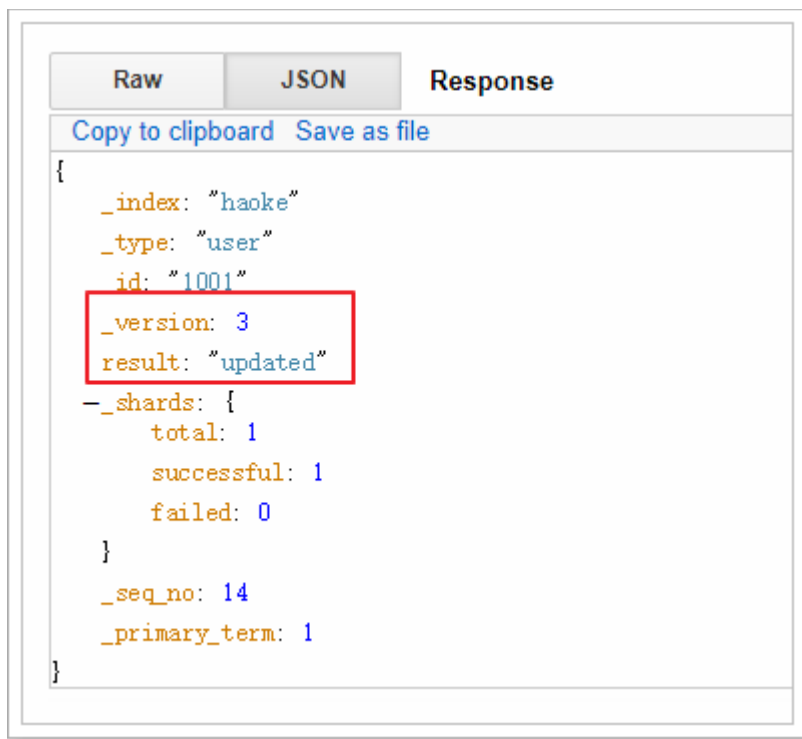 Raw JSON Response
Copy to clipboard Save as file
{
_index: "haoke"
_type: "user"
_id: "1001"
_version: 3
result: "updated"
–_shards: {
total: 1
successful: 1
failed: 0
}
_seq_no: 14
_primary_term: 1
}